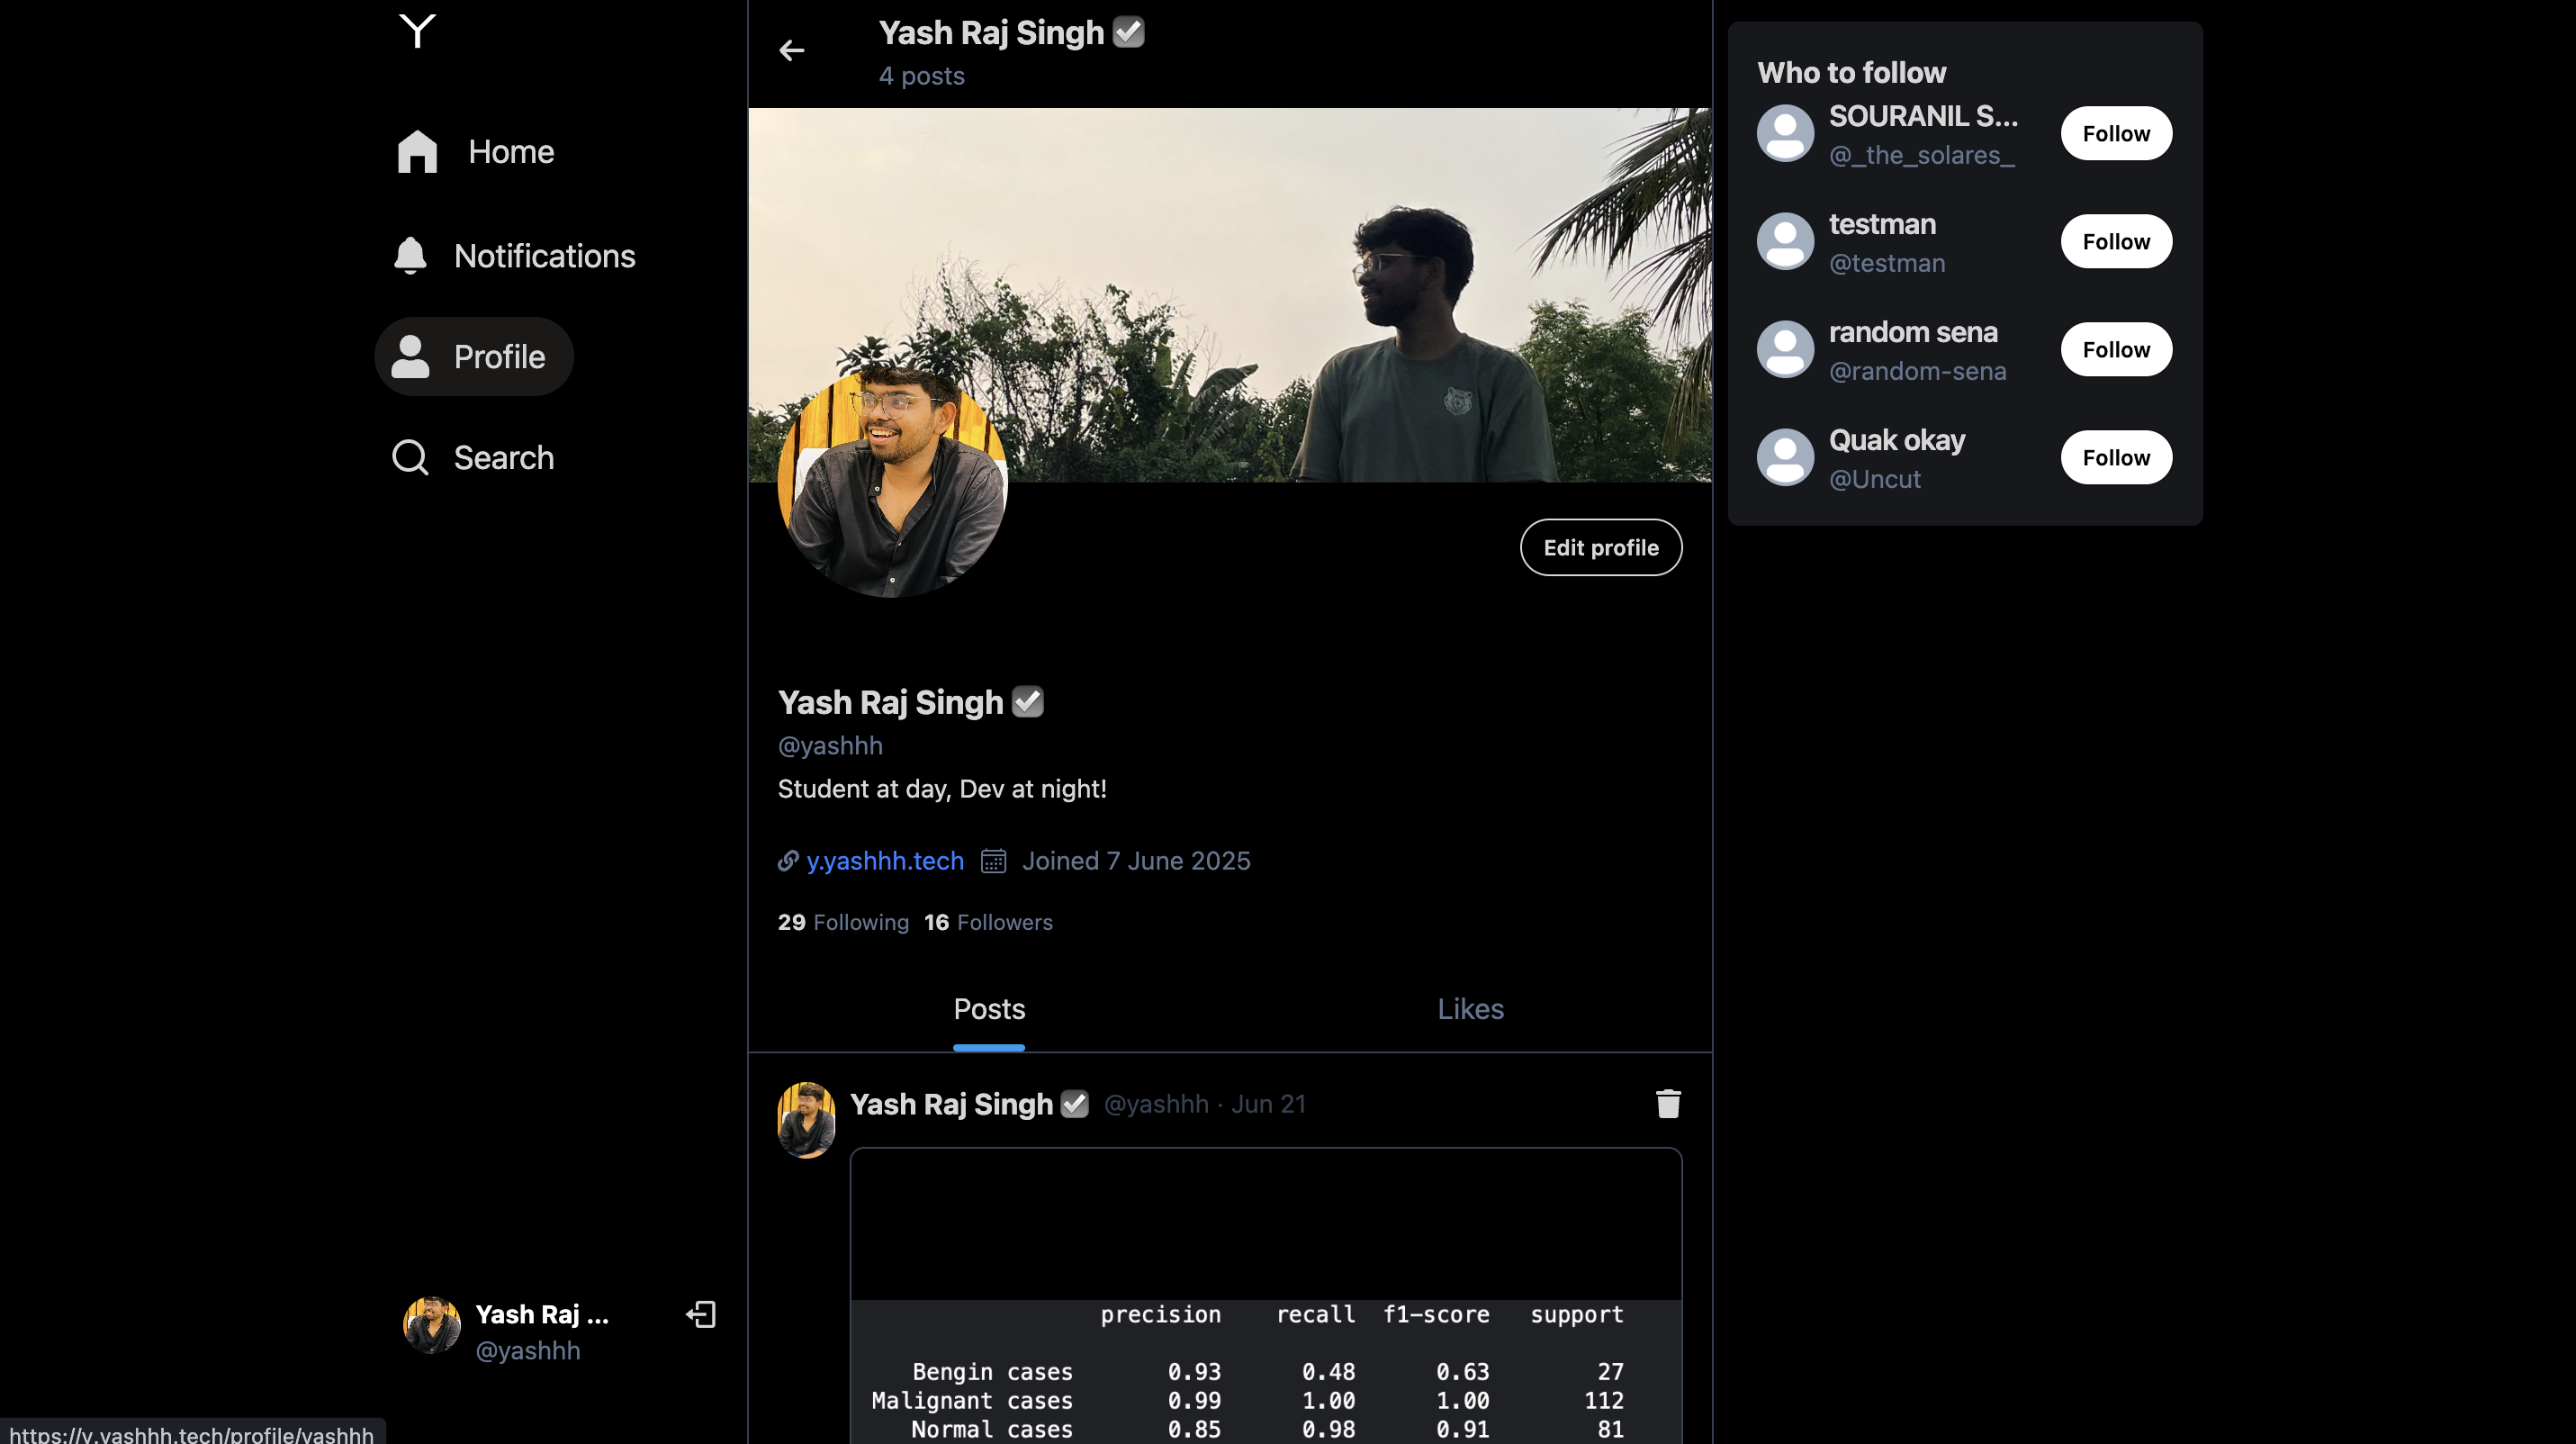 Y
Home
Notifications
Profile
Search
Yash Raj ...
@yashhh
https://y.yashhh.tech/profile/yashhh
Yash Raj Singh ☑️
4 posts
Edit profile
Yash Raj Singh ☑️
@yashhh
Student at day, Dev at night!
y.yashhh.tech Joined 7 June 2025
29 Following 16 Followers
Posts Likes
Yash Raj Singh ☑️ @yashhh · Jun 21
precision recall f1-score support
Bengin cases 0.93 0.48 0.63 27
Malignant cases 0.99 1.00 1.00 112
Normal cases 0.85 0.98 0.91 81
Who to follow
SOURANIL S...
@_the_solares_
Follow
testman
@testman
Follow
random sena
@random-sena
Follow
Quak okay
@Uncut
Follow